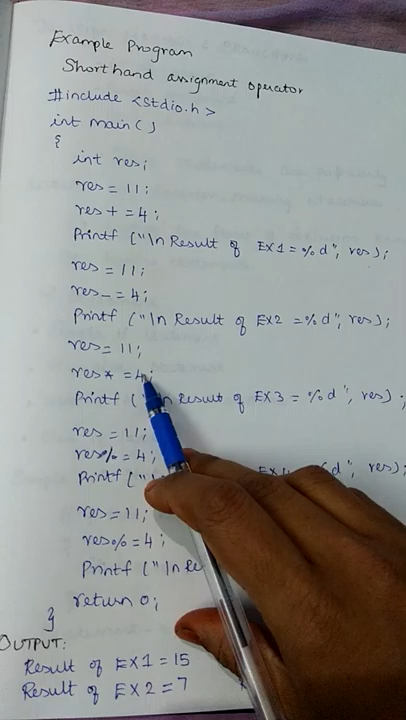 Example Program
Shorthand assignment operator
#include <stdio.h>
int main()
{
int res;
res = 11;
res + = 4;
Printf ("\n Result of EX1 = %d", res);
res = 11;
res - = 4;
Printf ("\n Result of EX2 = %d", res);
res = 11;
res* = 4;
Printf ( \n Result of EX3 = %d", res);
res = 11;
res% = 4;
Printf ("\ d", res);
res = 11;
res% = 4;
Printf ("\n Re
return 0;
}
OUTPUT:
Result of EX1 = 15
Result of EX2 = 7